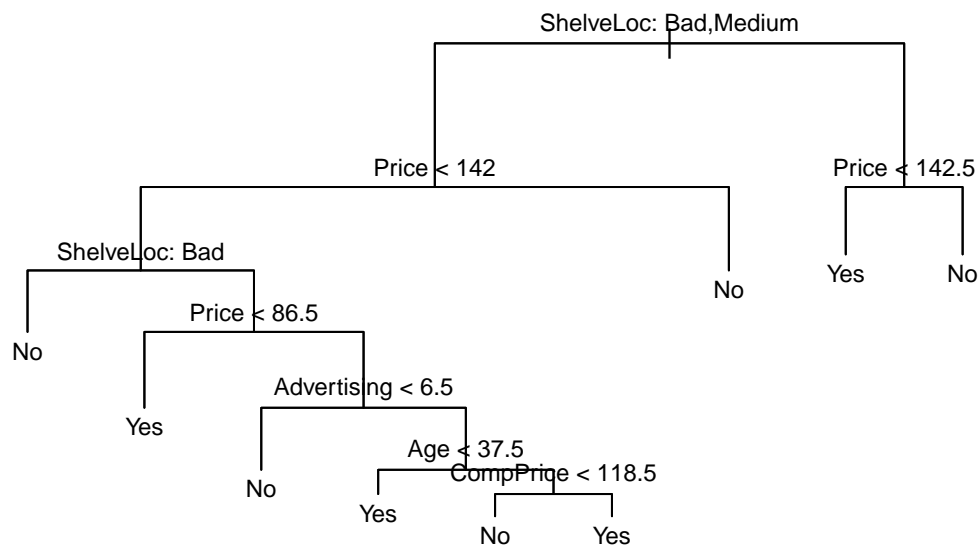 ShelveLoc: Bad,Medium
Price < 142
Price < 142.5
ShelveLoc: Bad
Yes
No
No
Price < 86.5
No
Advertising < 6.5
Yes
Age < 37.5
CompPrice < 118.5
No
Yes
No
Yes